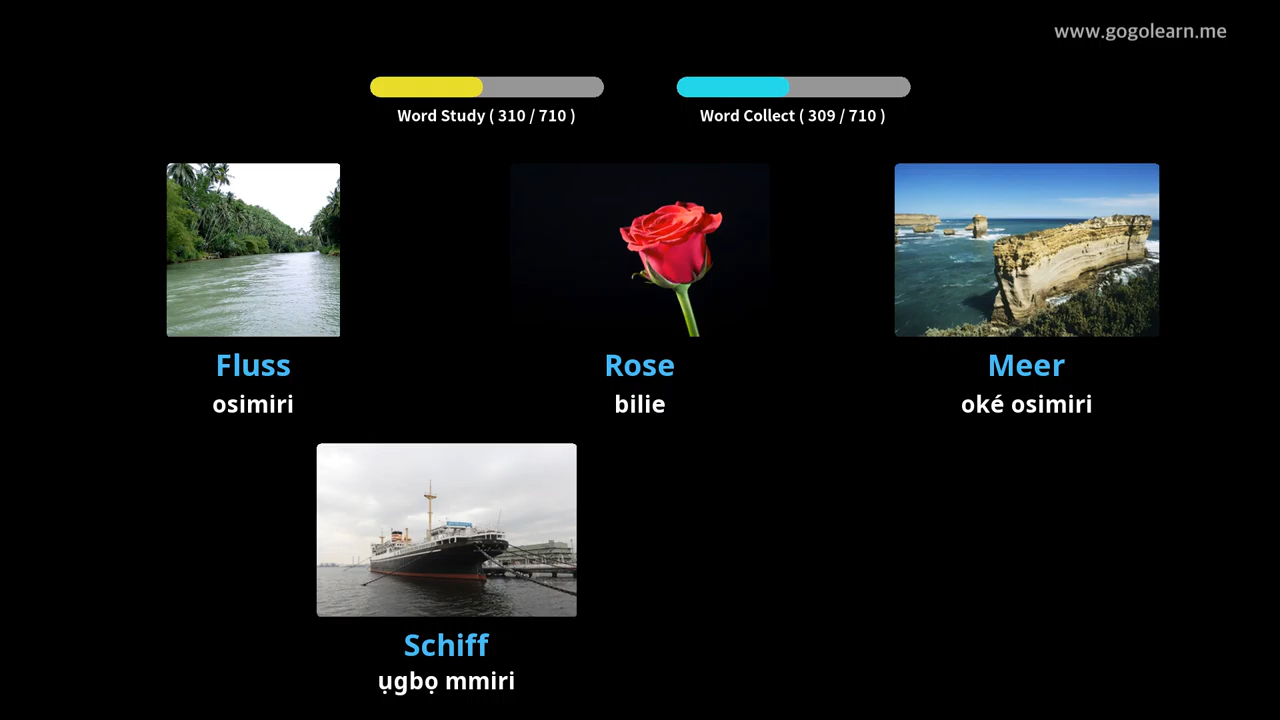 www.gogolearn.me
Word Study ( 310 / 710 )
Word Collect ( 309 / 710 )
Fluss
osimiri
Rose
bilie
Meer
oké osimiri
Schiff
ụgbọ mmiri